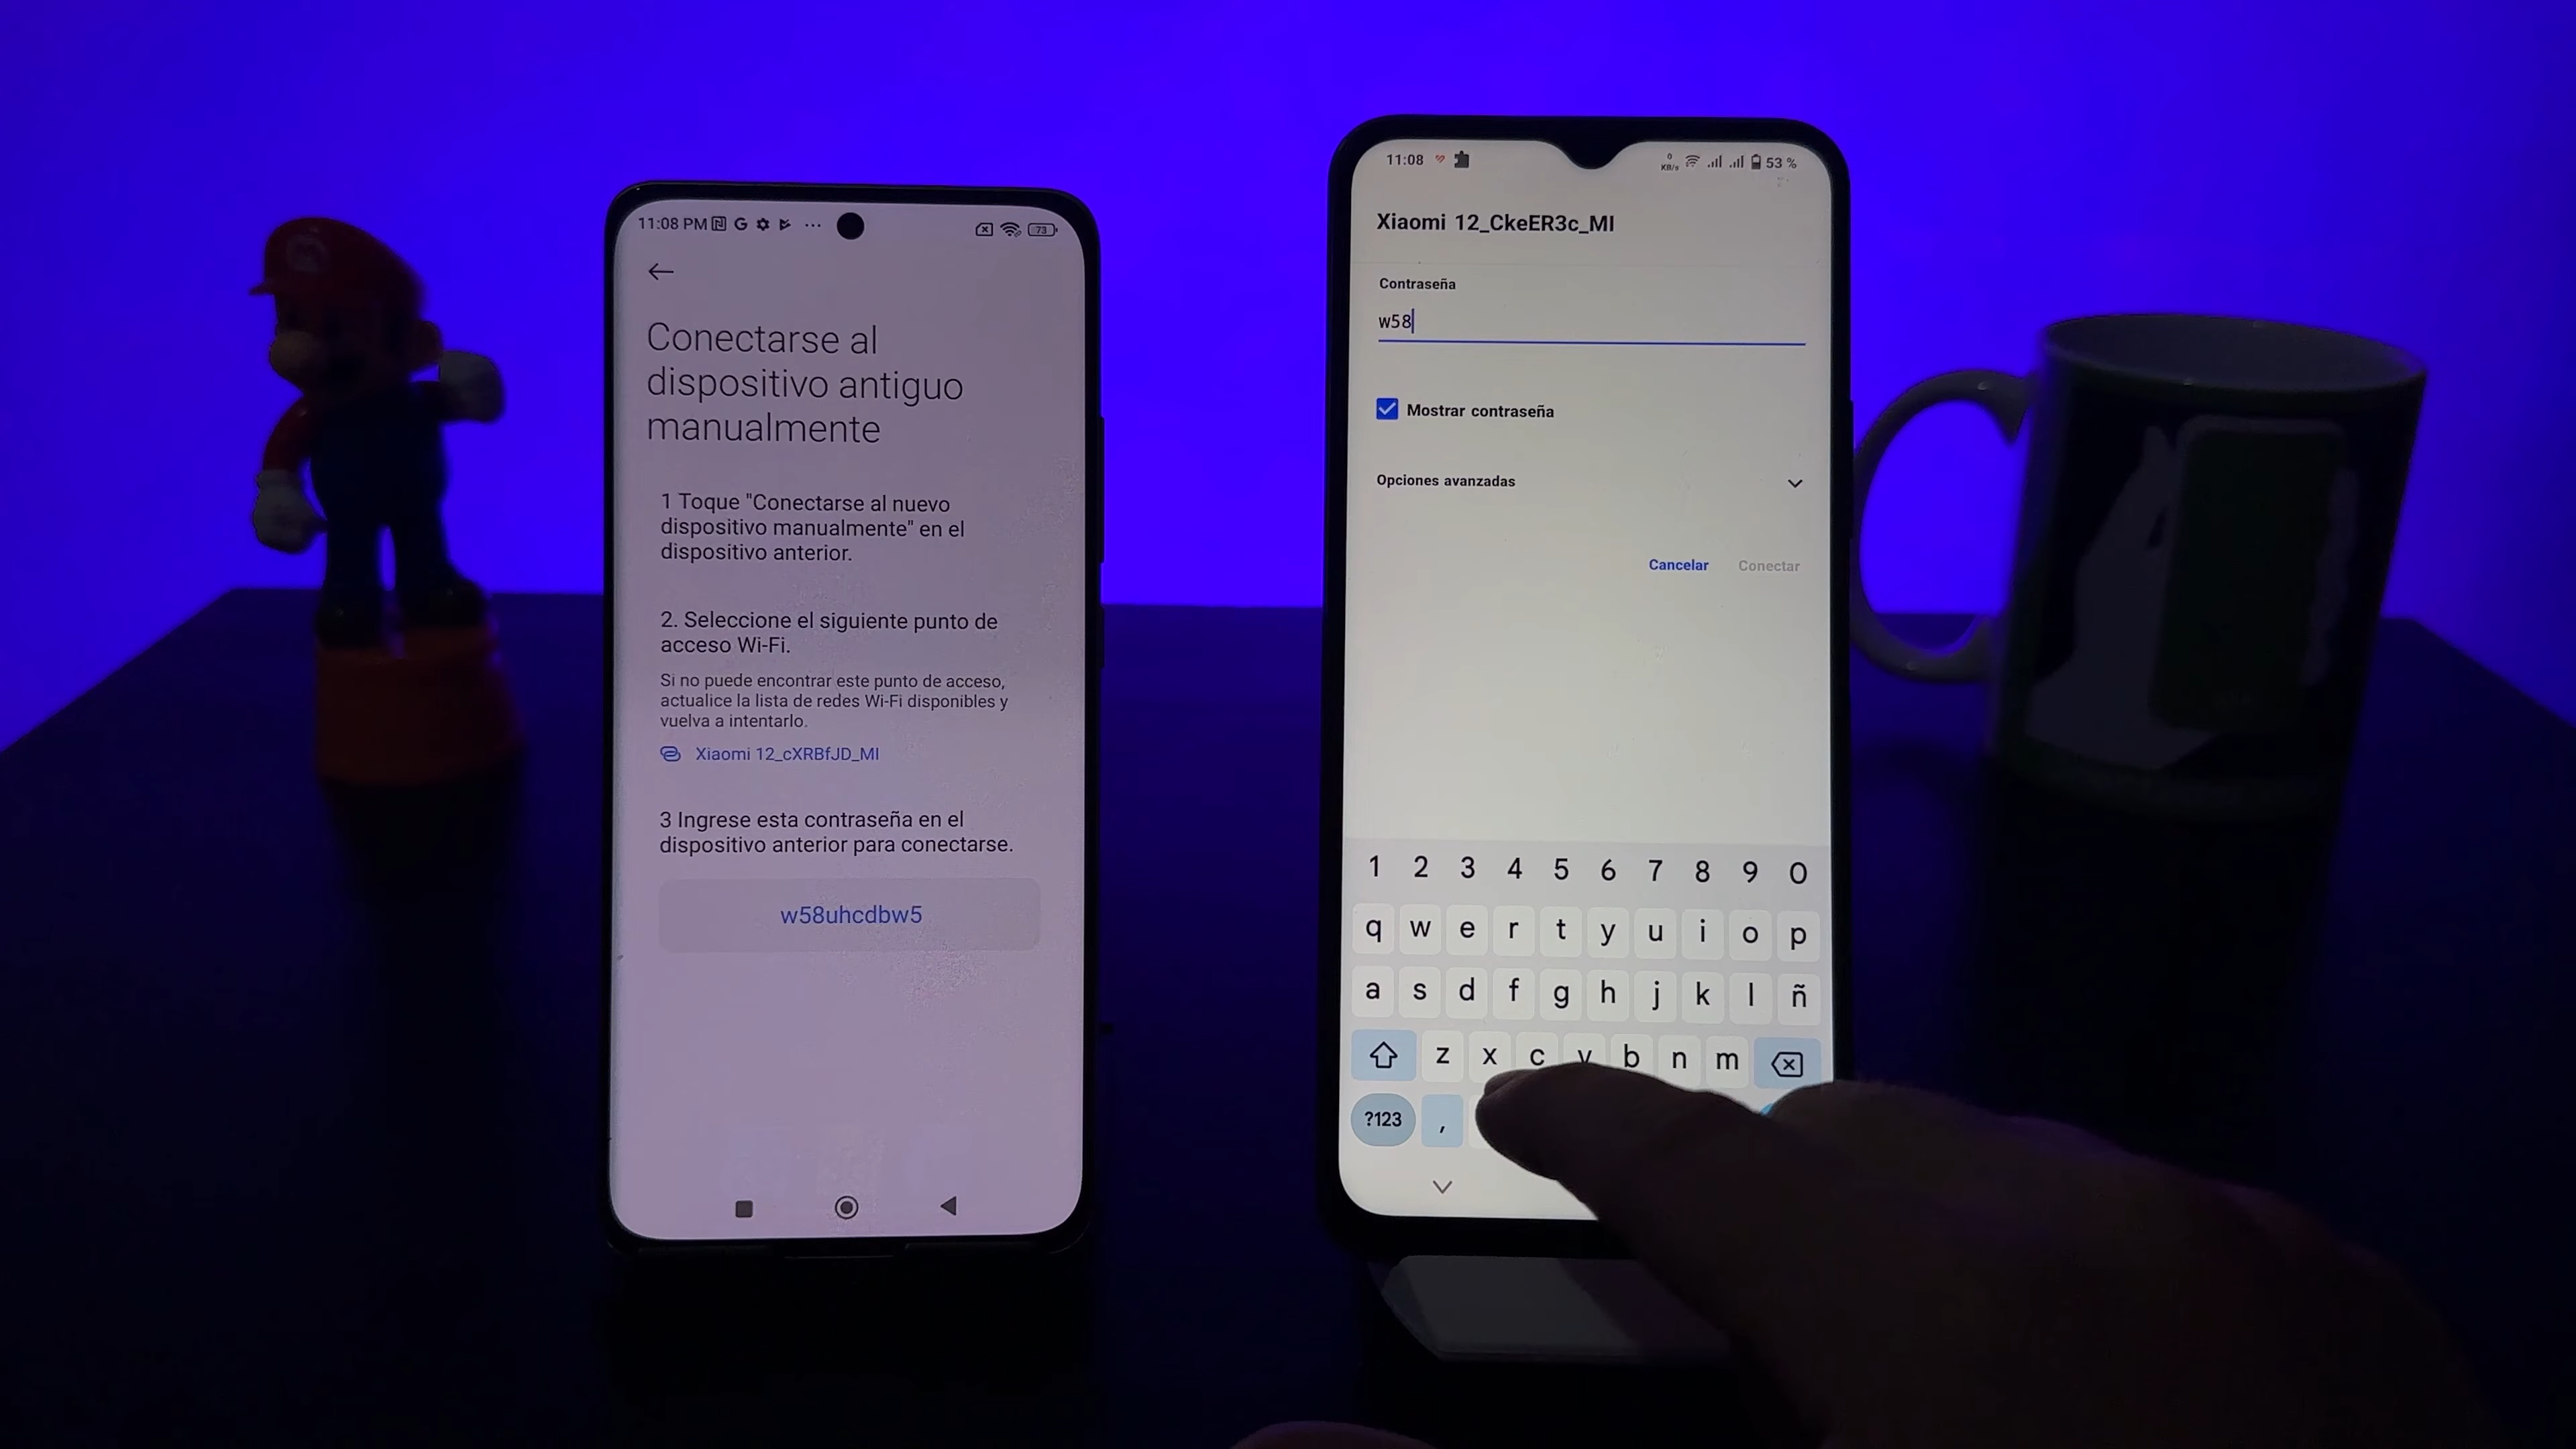 11:08 PM
73
Conectarse al
dispositivo antiguo
manualmente
1 Toque "Conectarse al nuevo
dispositivo manualmente" en el
dispositivo anterior.
2. Seleccione el siguiente punto de
acceso Wi-Fi.
Si no puede encontrar este punto de acceso,
actualice la lista de redes Wi-Fi disponibles y
vuelva a intentarlo.
Xiaomi 12_cXRBfJD_MI
3 Ingrese esta contraseña en el
dispositivo anterior para conectarse.
w58uhcdbw5
11:08
0
KB/s
53 %
Xiaomi 12_CkeER3c_MI
Contraseña
w58
Mostrar contraseña
Opciones avanzadas
Cancelar Conectar
1 2 3 4 5 6 7 8 9 0
q w e r t y u i o p
a s d f g h j k l ñ
z x c v b n m
?123 ,